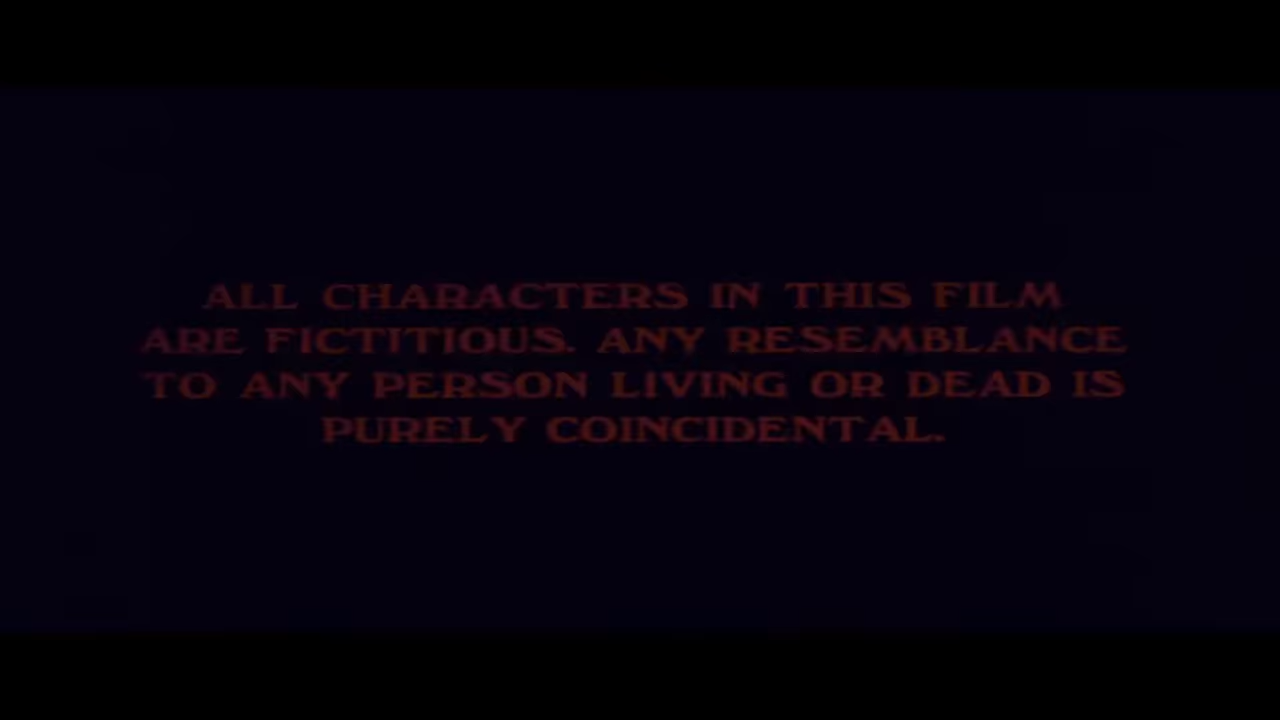 ALL CHARACTERS IN THIS FILM
ARE FICTITIOUS. ANY RESEMBLANCE
TO ANY PERSON LIVING OR DEAD IS
PURELY COINCIDENTAL.